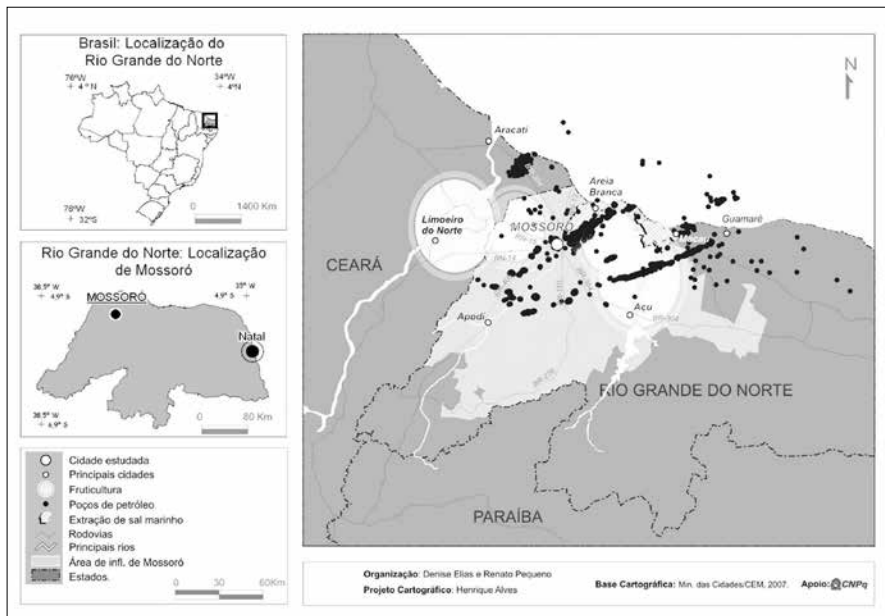 Brasil: Localização do
Rio Grande do Norte
76ºW
4º N
34ºW
4ºN
78ºW
32ºS
0
1400 Km
Rio Grande do Norte: Localização
de Mossoró
36,5º W
4,9º S
35º
4,9º S
MOSSORÓ
Natal
36,5º W
6,9º S
0
80 Km
Cidade estudada
Principais cidades
Fruticultura
Poços de petróleo
Extração de sal marinho
Rodovias
Principais rios
Área de infl. de Mossoró
Estados.
0
30
60Km
N
Aracati
Areia
Branca
Limoeiro
do Norte
MOSSORÓ
Guamaré
Macau
CEARÁ
Apodi
Açu
RIO GRANDE DO NORTE
PARAÍBA
Organização: Denise Elias e Renato Pequeno
Projeto Cartográfico: Henrique Alves
Base Cartográfica: Min. das Cidades/CEM, 2007.
Apoio: CNPq